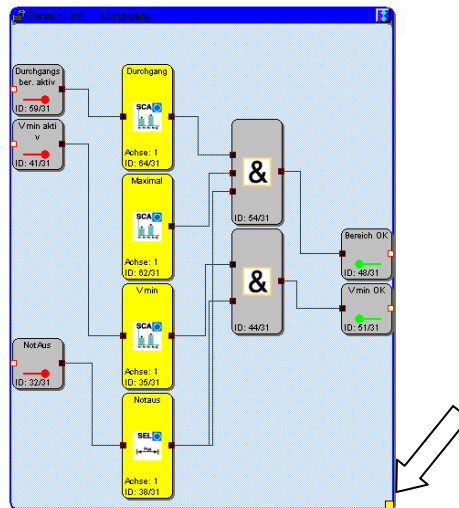 Durchgang
Durchgangs
ber. aktiv
ID: 59/31
Vmin akti
v
ID: 41/31
NotAus
ID: 32/31
Durchgang
SCA
Achse: 1
ID: 64/31
Maximal
SCA
Achse: 1
ID: 62/31
Vmin
SCA
Achse: 1
ID: 35/31
Notaus
SEL
Achse: 1
ID: 38/31
&
ID: 54/31
&
ID: 44/31
Bereich OK
ID: 48/31
Vmin OK
ID: 51/31